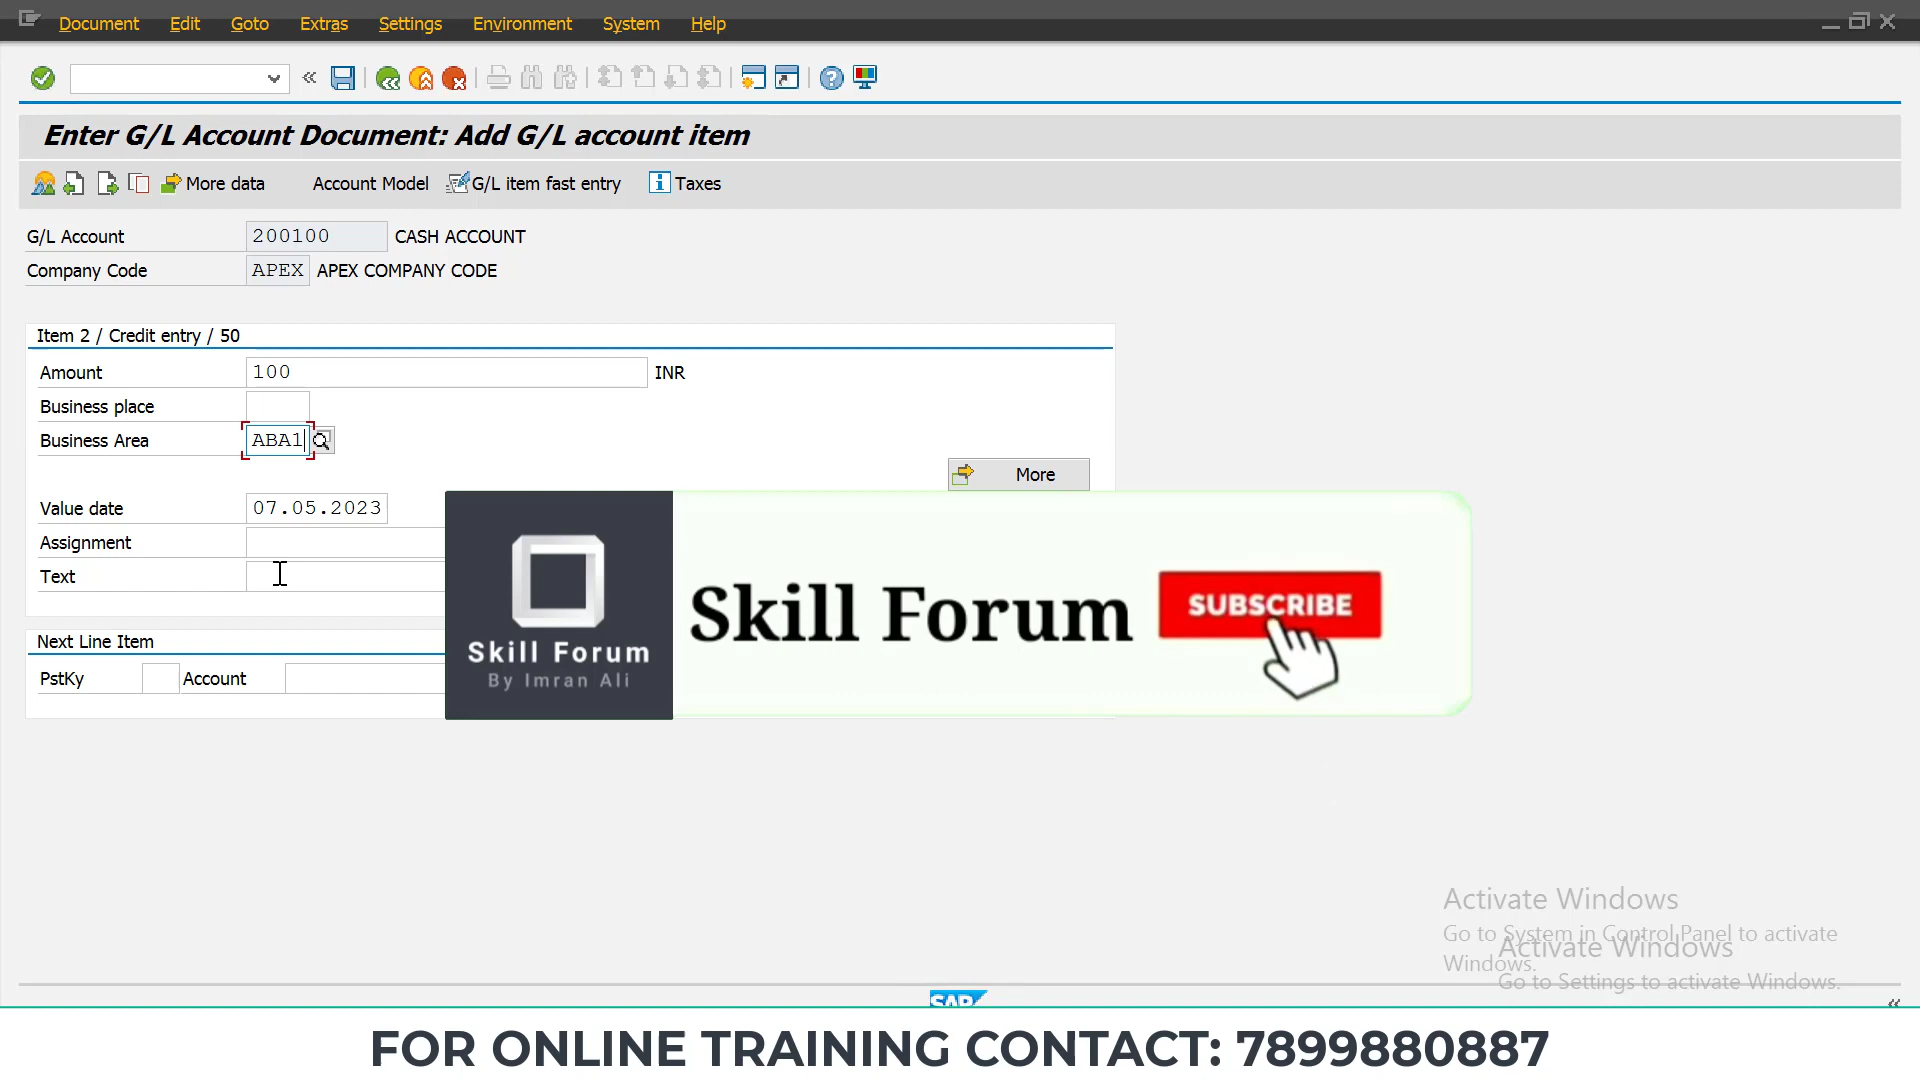 Document Edit Goto Extras Settings Environment System Help
Enter G/L Account Document: Add G/L account item
More data Account Model G/L item fast entry Taxes
G/L Account 200100 CASH ACCOUNT
Company Code APEX APEX COMPANY CODE
Item 2 / Credit entry / 50
Amount 100 INR
Business place
Business Area ABA1
More
Value date 07.05.2023
Assignment
Text
Next Line Item
PstKy Account
Skill Forum
By Imran Ali
Skill Forum
SUBSCRIBE
Activate Windows
Go to System in Control Panel to activate
Windows.
Activate Windows
Go to Settings to activate Windows.
SAP
FOR ONLINE TRAINING CONTACT: 7899880887